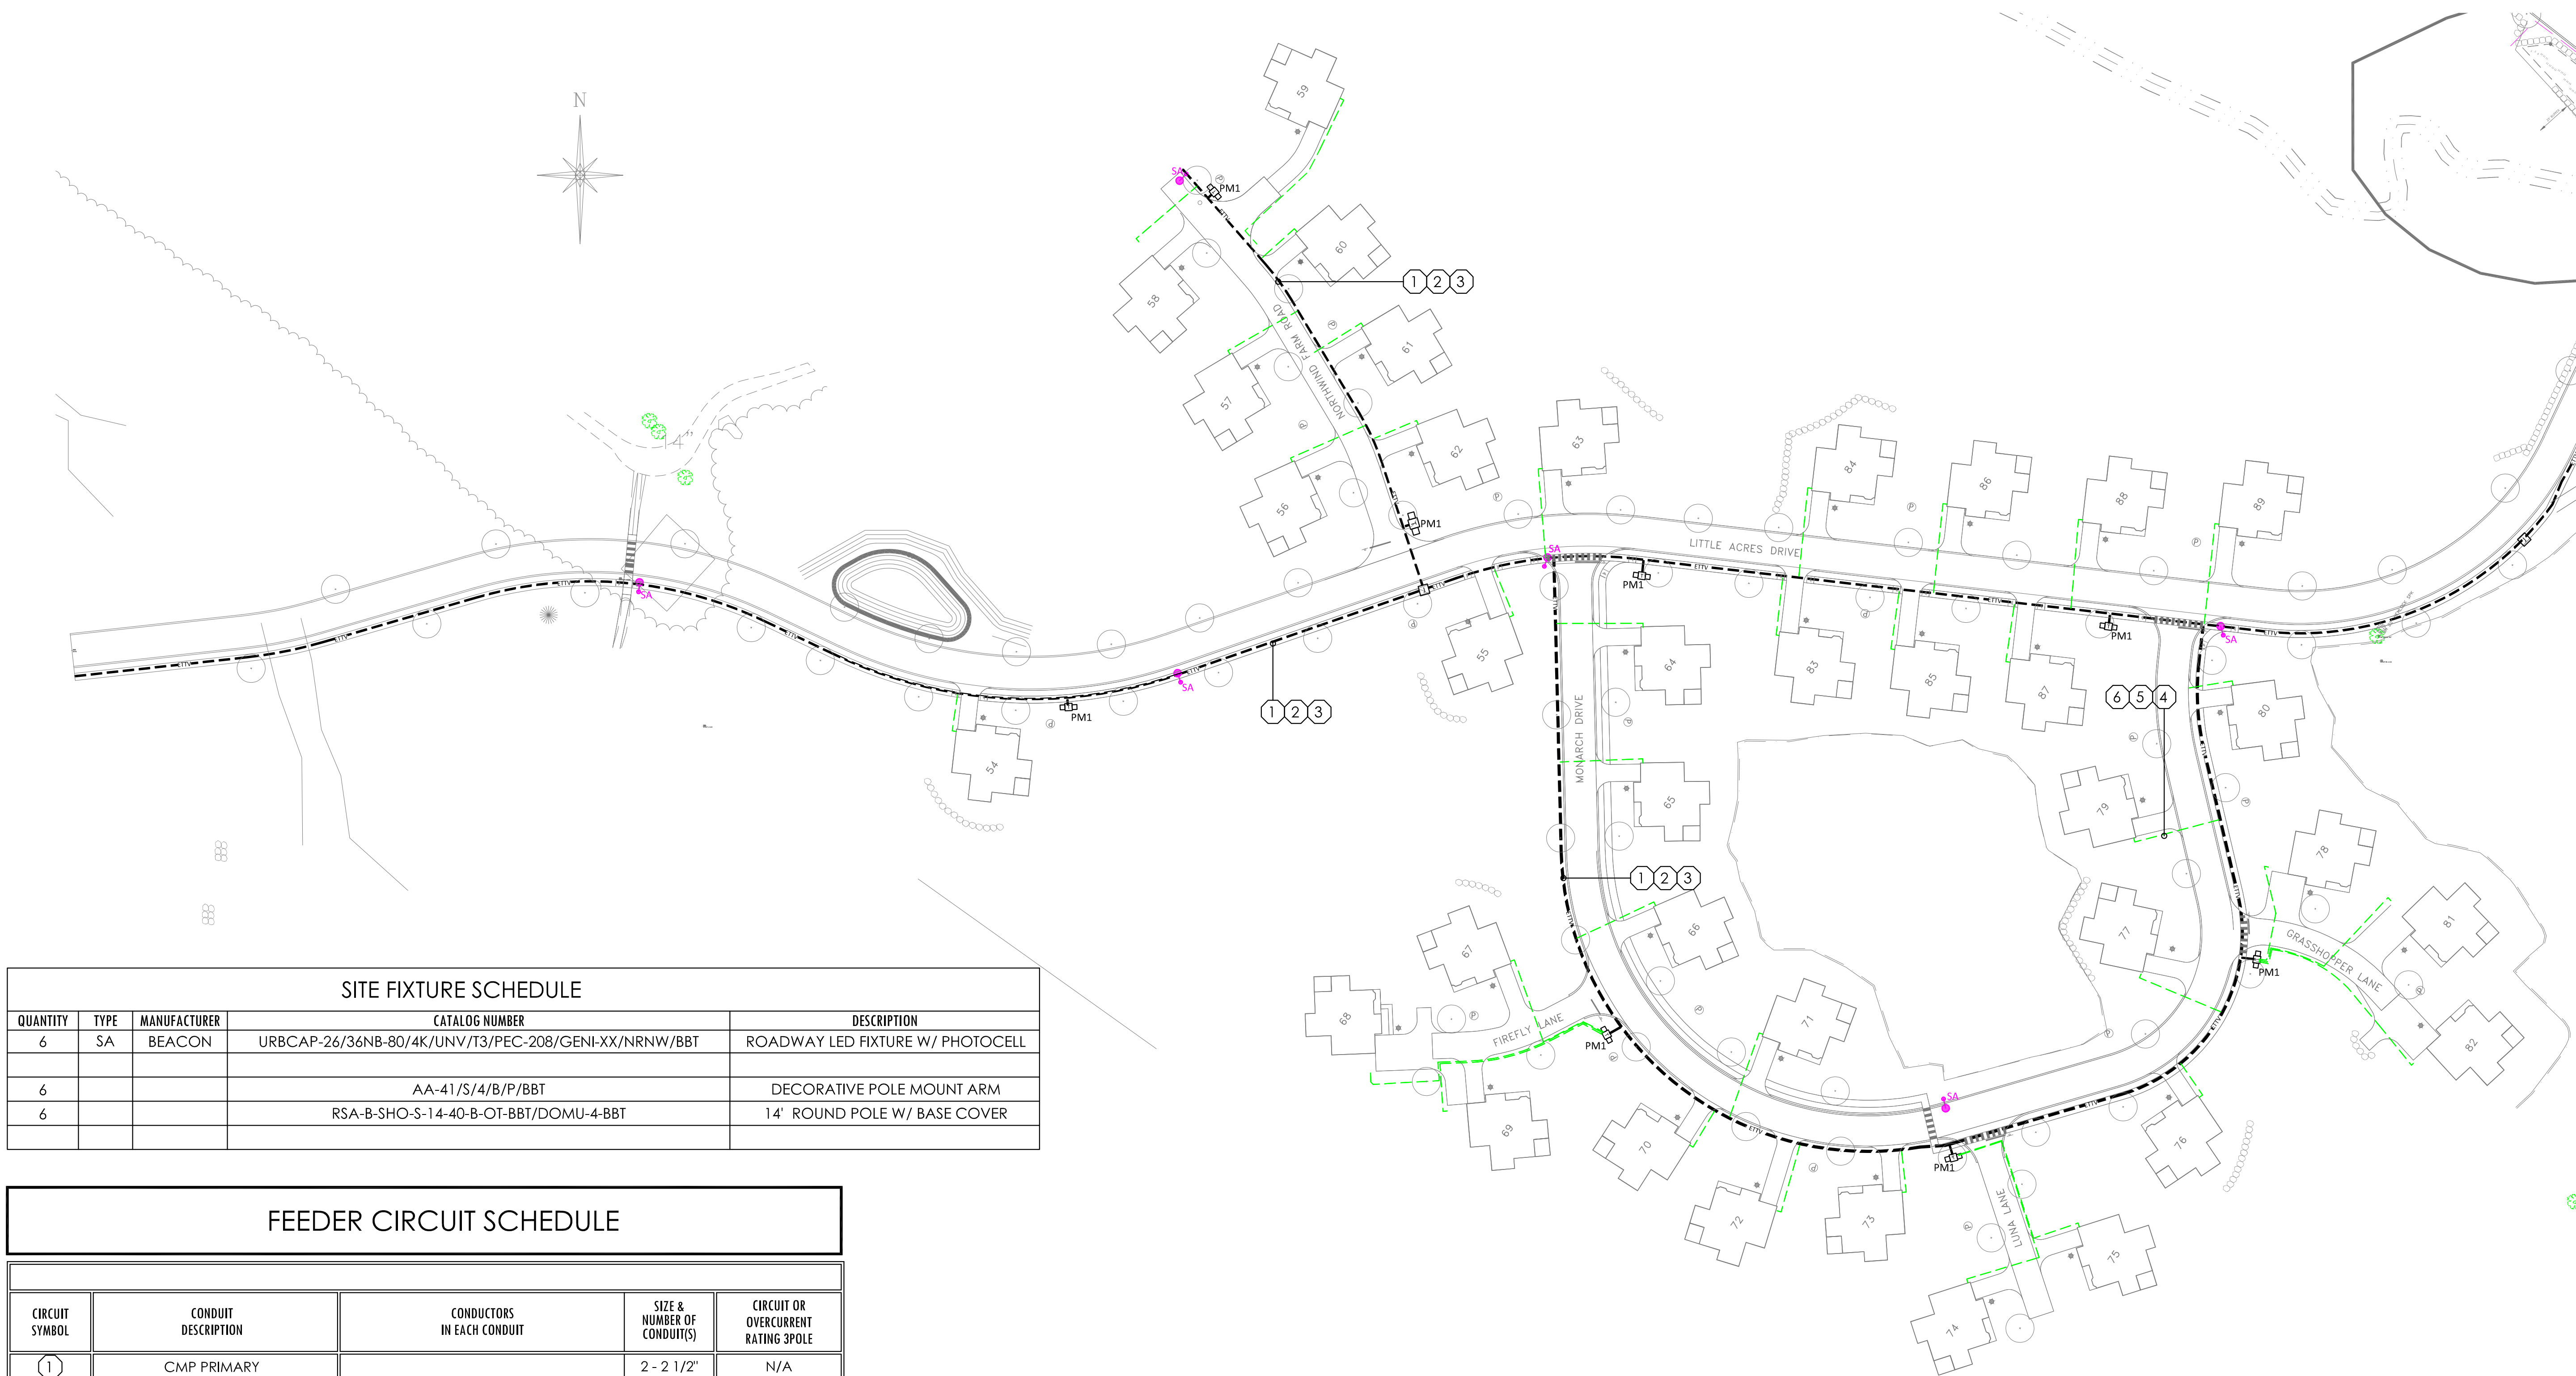 N
59
SA
PM1
60
1 2 3
58
NORTHWIND FARM ROAD
61
57
14"
62
63
84
86
88
89
56
PM1
SA
LITTLE ACRES DRIVE
ETTV
SA
PM1
PM1
SA
55
64
83
85
87
6 5 4
80
SA
PM1
1 2 3
MONARCH DRIVE
54
65
79
78
1 2 3
66
67
77
81
GRASSHOPPER LANE
PM1
68
FIREFLY LANE
PM1
71
82
SA
69
70
76
PM1
72
73
LUNA LANE
75
74
SITE FIXTURE SCHEDULE
QUANTITY TYPE MANUFACTURER CATALOG NUMBER DESCRIPTION
6 SA BEACON URBCAP-26/36NB-80/4K/UNV/T3/PEC-208/GENI-XX/NRNW/BBT ROADWAY LED FIXTURE W/ PHOTOCELL
6 AA-41/S/4/B/P/BBT DECORATIVE POLE MOUNT ARM
6 RSA-B-SHO-S-14-40-B-OT-BBT/DOMU-4-BBT 14' ROUND POLE W/ BASE COVER
FEEDER CIRCUIT SCHEDULE
CIRCUIT SYMBOL
CONDUIT DESCRIPTION
CONDUCTORS IN EACH CONDUIT
SIZE & NUMBER OF CONDUIT(S)
CIRCUIT OR OVERCURRENT RATING 3POLE
1 CMP PRIMARY 2 - 2 1/2" N/A